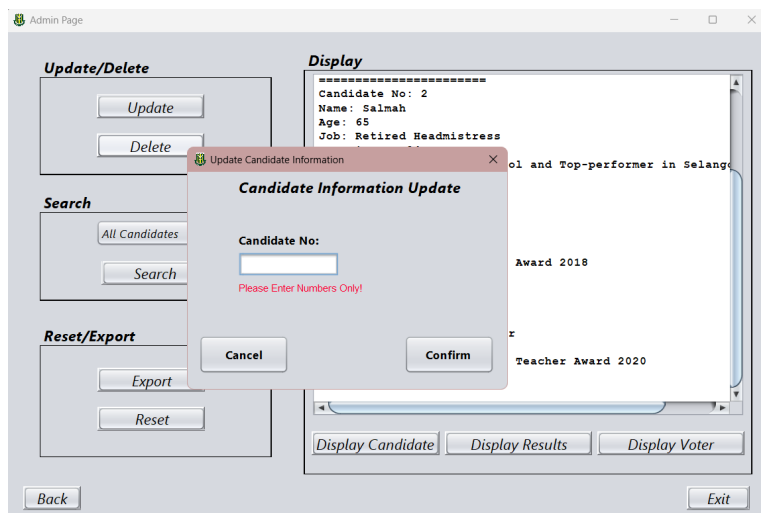 Admin Page
Update/Delete
Update
Delete
Search
All Candidates
Search
Reset/Export
Export
Reset
Display
=======================
Candidate No: 2
Name: Salmah
Age: 65
Job: Retired Headmistress
ol and Top-performer in Selang
Award 2018
r
Teacher Award 2020
Update Candidate Information
Candidate Information Update
Candidate No:
Please Enter Numbers Only!
Cancel
Confirm
Display Candidate
Display Results
Display Voter
Back
Exit